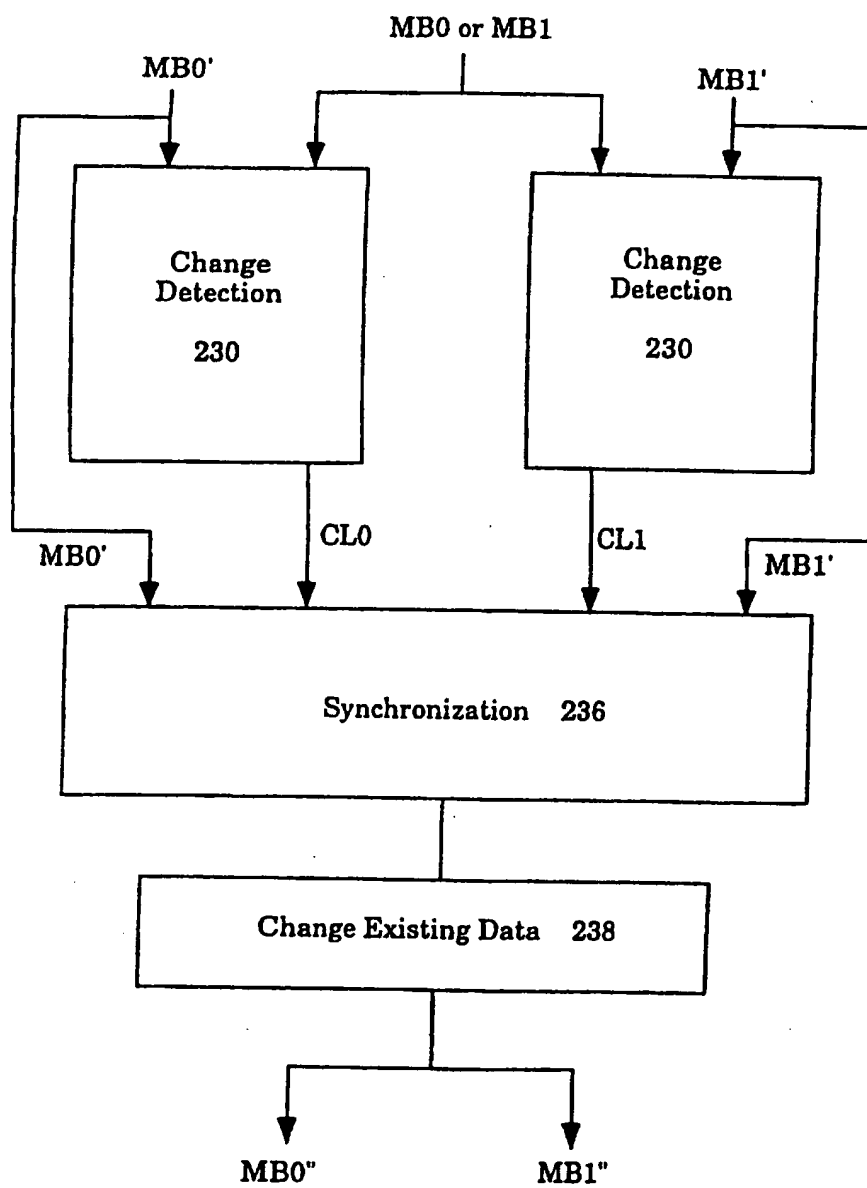 MB0 or MB1
MB0'
MB1'
Change
Detection
230
Change
Detection
230
CL0
CL1
MB0'
MB1'
Synchronization 236
Change Existing Data 238
MB0"
MB1"